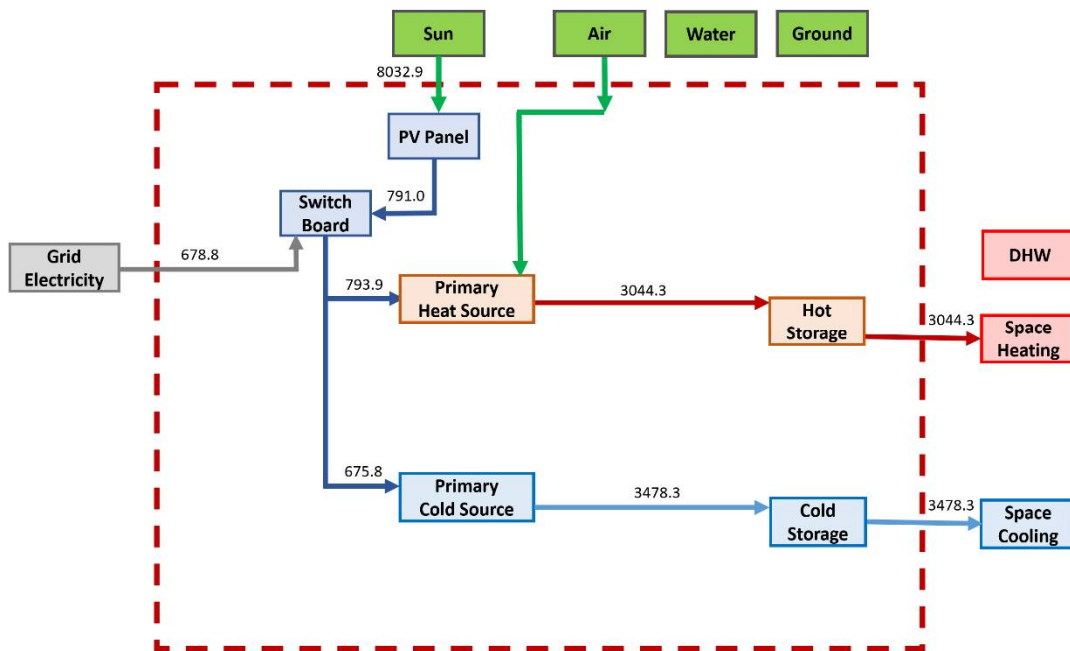 Sun
Air
Water
Ground
8032.9
PV Panel
791.0
Switch
Board
Grid
Electricity
678.8
DHW
793.9
Primary
Heat Source
3044.3
Hot
Storage
3044.3
Space
Heating
675.8
Primary
Cold Source
3478.3
Cold
Storage
3478.3
Space
Cooling